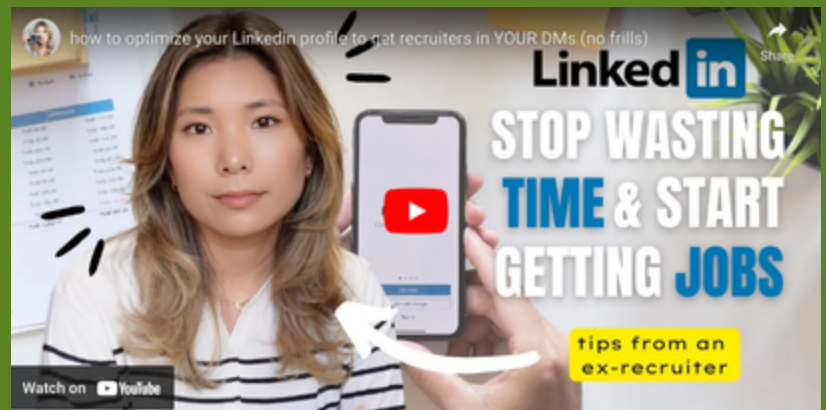 how to optimize your Linkedin profile to get recruiters in YOUR DMs (no frills)
Share
Linked in
STOP WASTING
TIME & START
GETTING JOBS
tips from an
ex-recruiter
Watch on YouTube